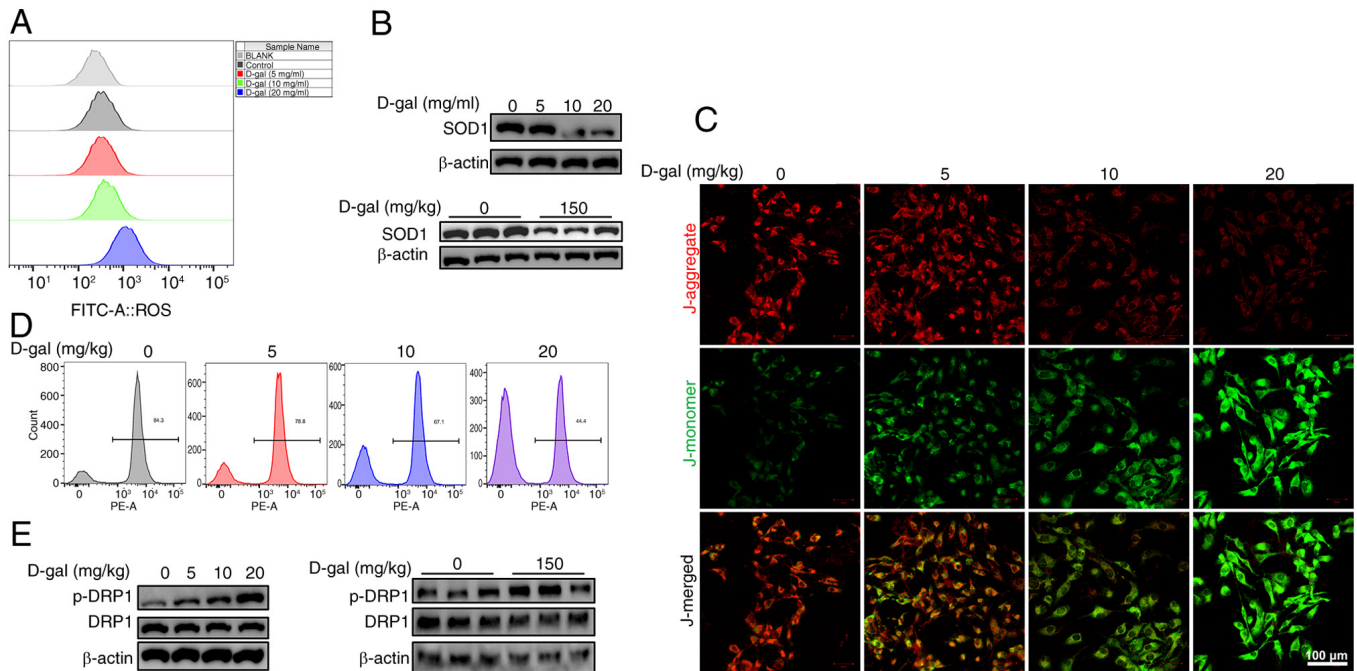 A
Sample Name
BLANK
Control
D-gal (5 mg/ml)
D-gal (10 mg/ml)
D-gal (20 mg/ml)
10¹ 10² 10³ 10⁴ 10⁵
FITC-A::ROS
B
D-gal (mg/ml) 0 5 10 20
SOD1
β-actin
D-gal (mg/kg) 0 150
SOD1
β-actin
C
D-gal (mg/kg) 0 5 10 20
J-aggregate
J-monomer
J-merged
100 µm
D
D-gal (mg/kg) 0 5 10 20
Count
800
600
400
200
0
64.3
0 10³ 10⁴ 10⁵
PE-A
800
600
400
200
0
78.8
0 10³ 10⁴ 10⁵
PE-A
600
400
200
0
67.1
0 10³ 10⁴ 10⁵
PE-A
500
400
300
200
100
0
44.4
0 10³ 10⁴ 10⁵
PE-A
E
D-gal (mg/kg) 0 5 10 20
p-DRP1
DRP1
β-actin
D-gal (mg/kg) 0 150
p-DRP1
DRP1
β-actin